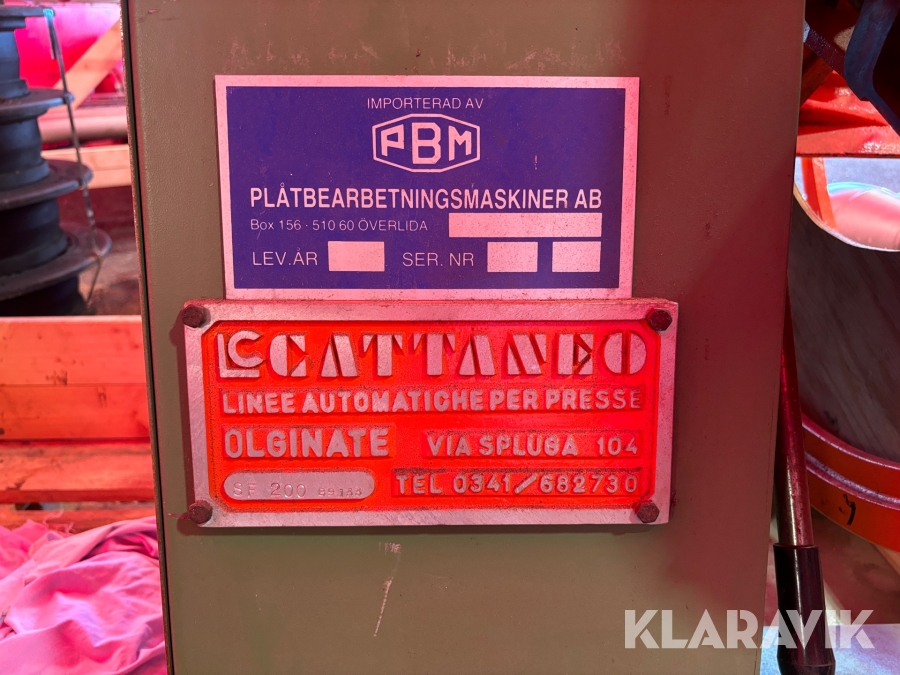 IMPORTERAD AV
PBM
PLÅTBEARBETNINGSMASKINER AB
Box 156 · 510 60 ÖVERLIDA
LEV.ÅR SER. NR
LC CATTANEO
LINEE AUTOMATICHE PER PRESSE
OLGINATE VIA SPLUGA 104
SF 200 TEL 0341/682730
KLARAVIK